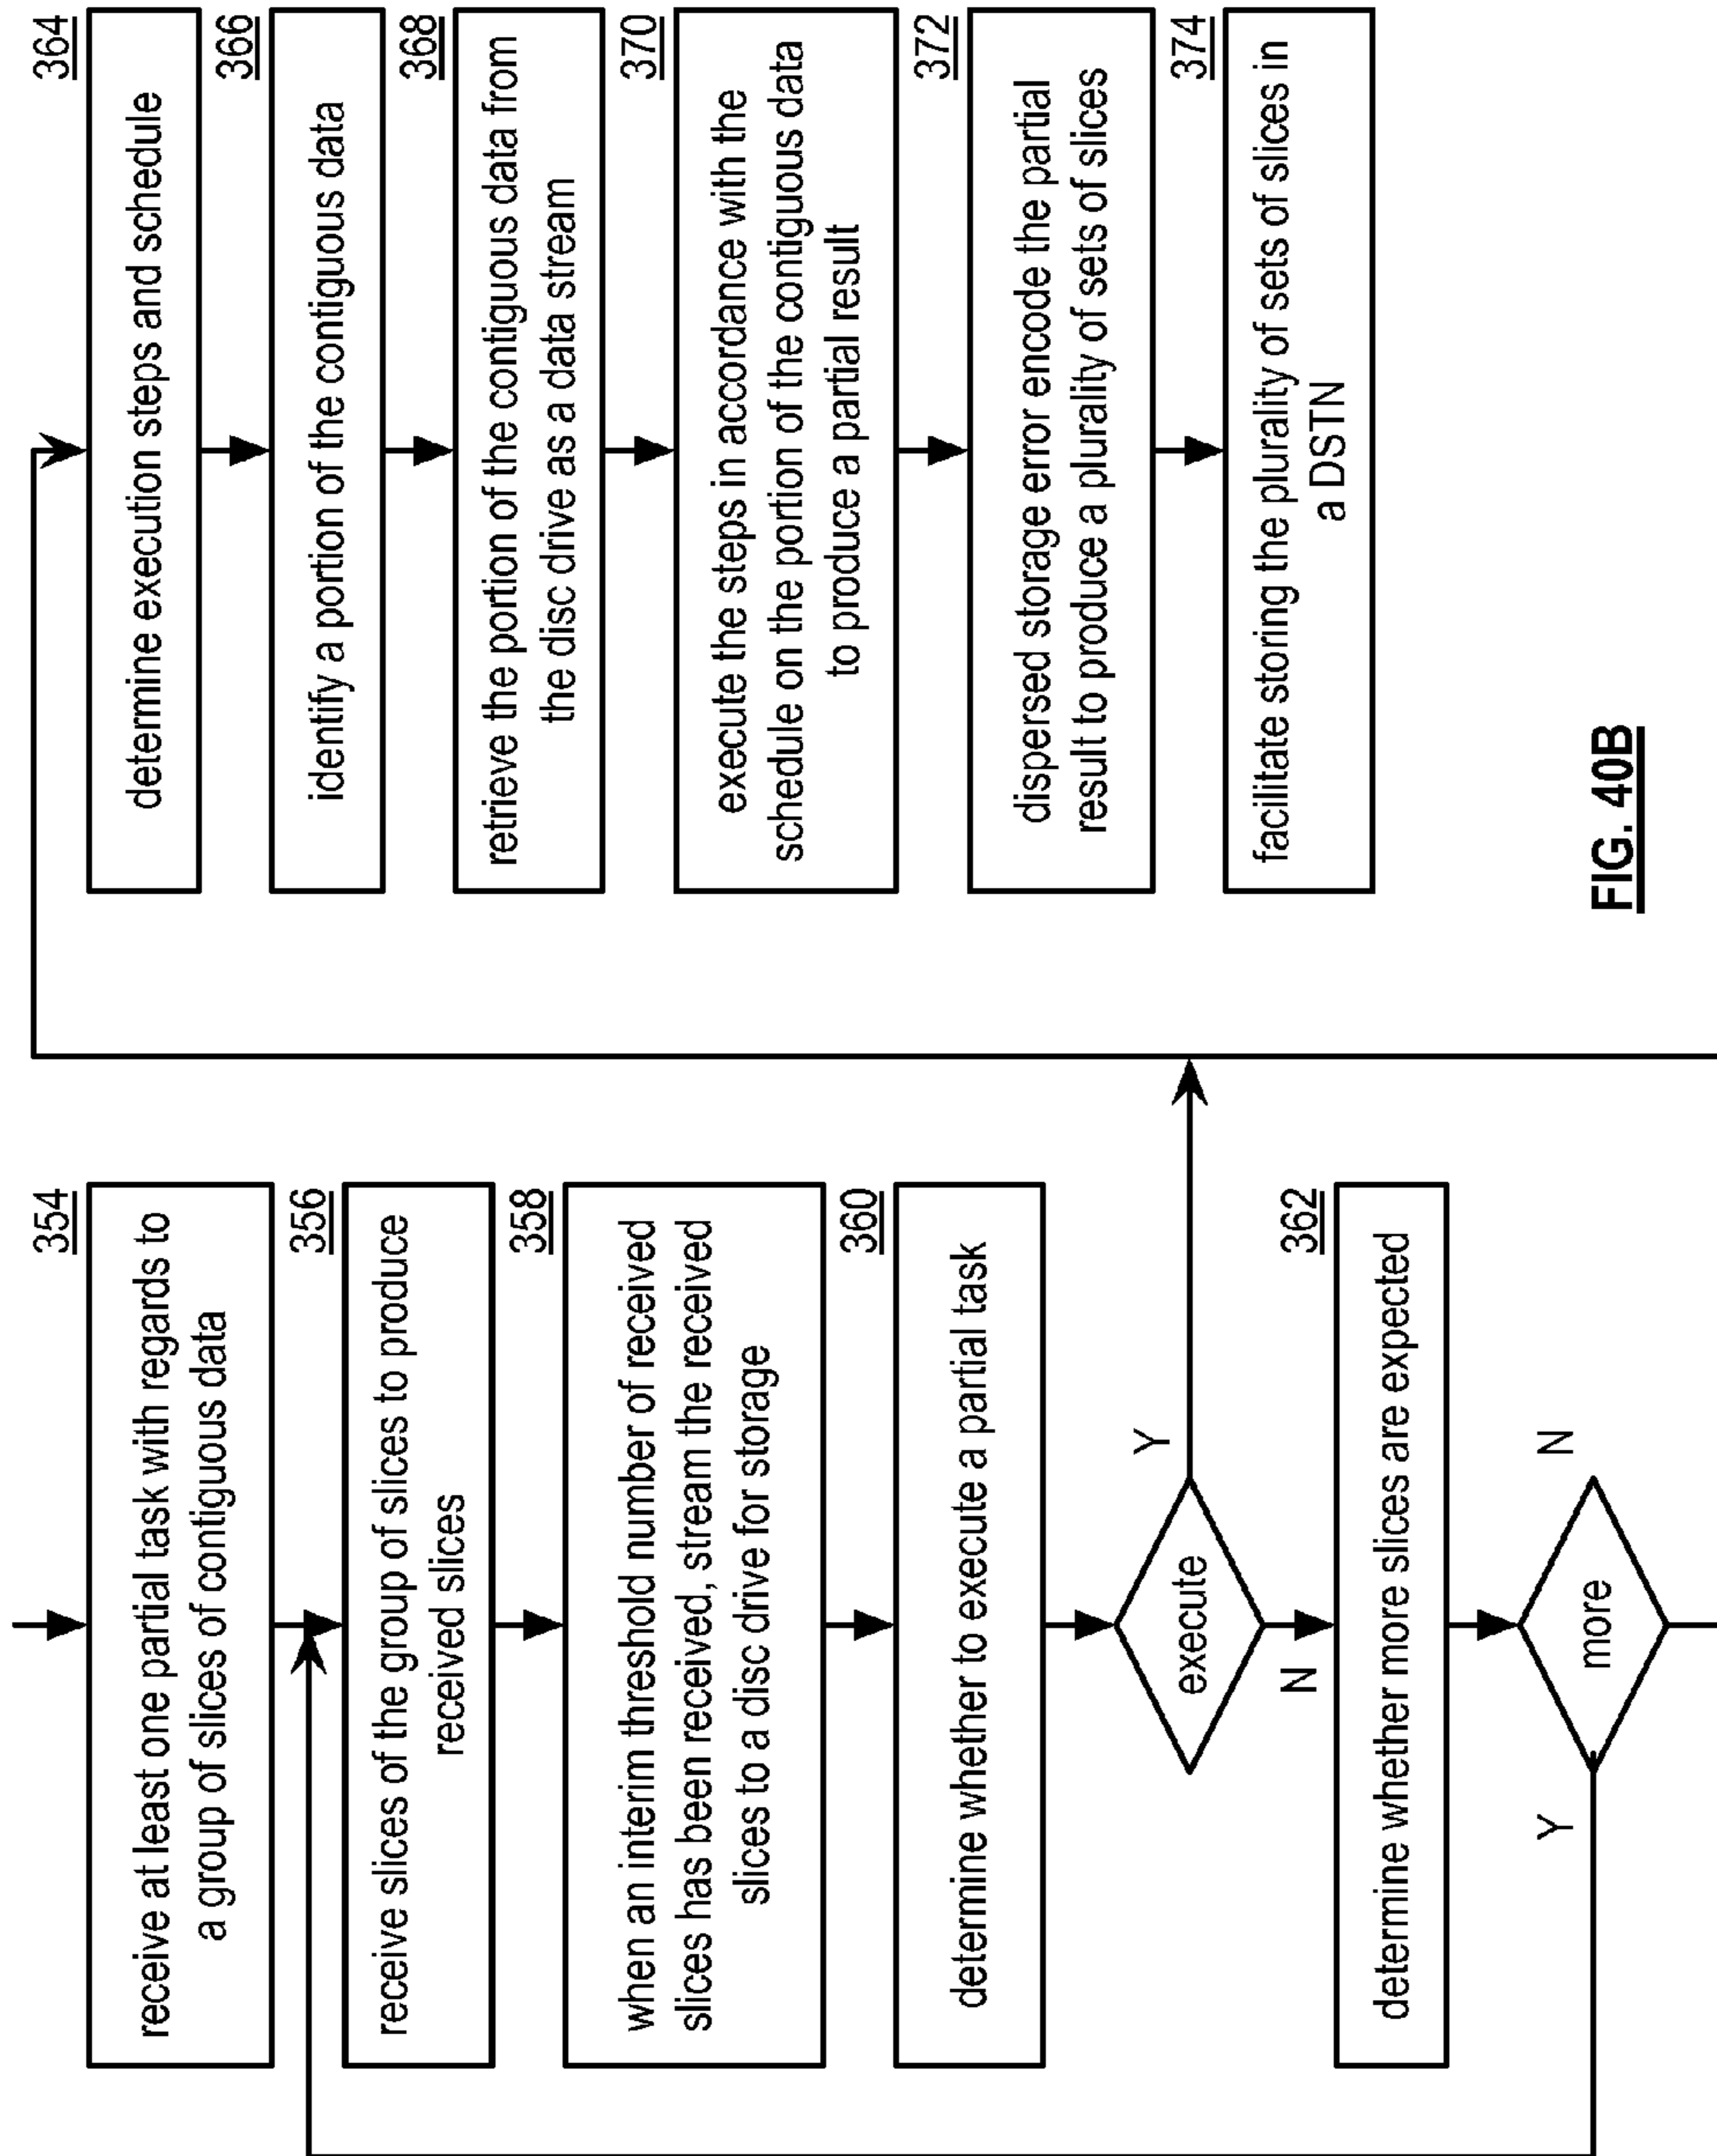 354
receive at least one partial task with regards to
a group of slices of contiguous data
356
receive slices of the group of slices to produce
received slices
358
when an interim threshold number of received
slices has been received, stream the received
slices to a disc drive for storage
360
determine whether to execute a partial task
execute
Y
N
362
determine whether more slices are expected
more
Y
N
364
determine execution steps and schedule
366
identify a portion of the contiguous data
368
retrieve the portion of the contiguous data from
the disc drive as a data stream
370
execute the steps in accordance with the
schedule on the portion of the contiguous data
to produce a partial result
372
dispersed storage error encode the partial
result to produce a plurality of sets of slices
374
facilitate storing the plurality of sets of slices in
a DSTN
FIG. 40B